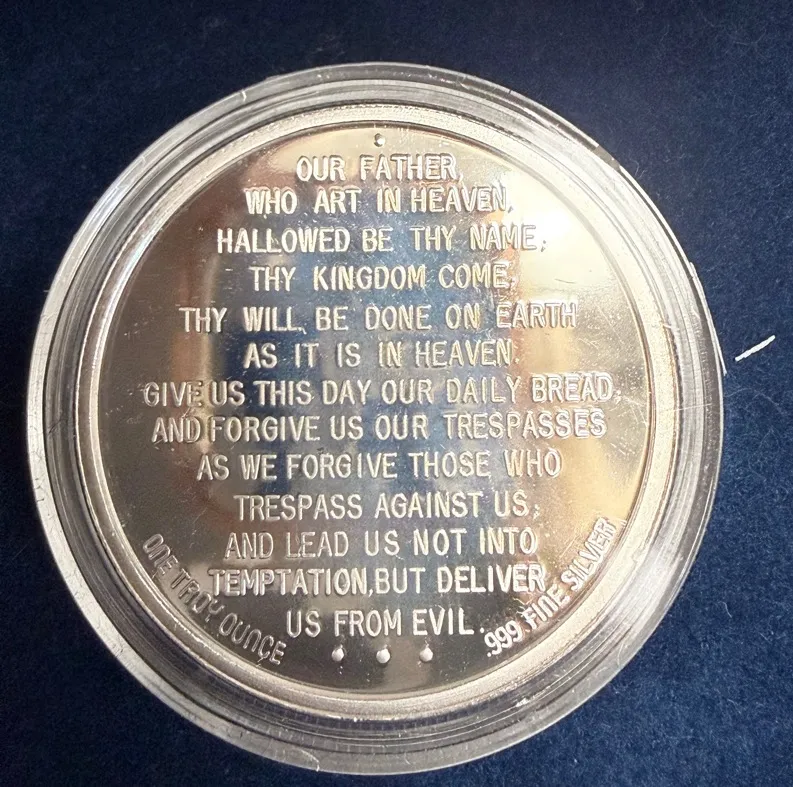 OUR FATHER,
WHO ART IN HEAVEN,
HALLOWED BE THY NAME;
THY KINGDOM COME;
THY WILL BE DONE ON EARTH
AS IT IS IN HEAVEN.
GIVE US THIS DAY OUR DAILY BREAD;
AND FORGIVE US OUR TRESPASSES
AS WE FORGIVE THOSE WHO
TRESPASS AGAINST US;
AND LEAD US NOT INTO
TEMPTATION, BUT DELIVER
US FROM EVIL.
ONE TROY OUNCE
.999 FINE SILVER